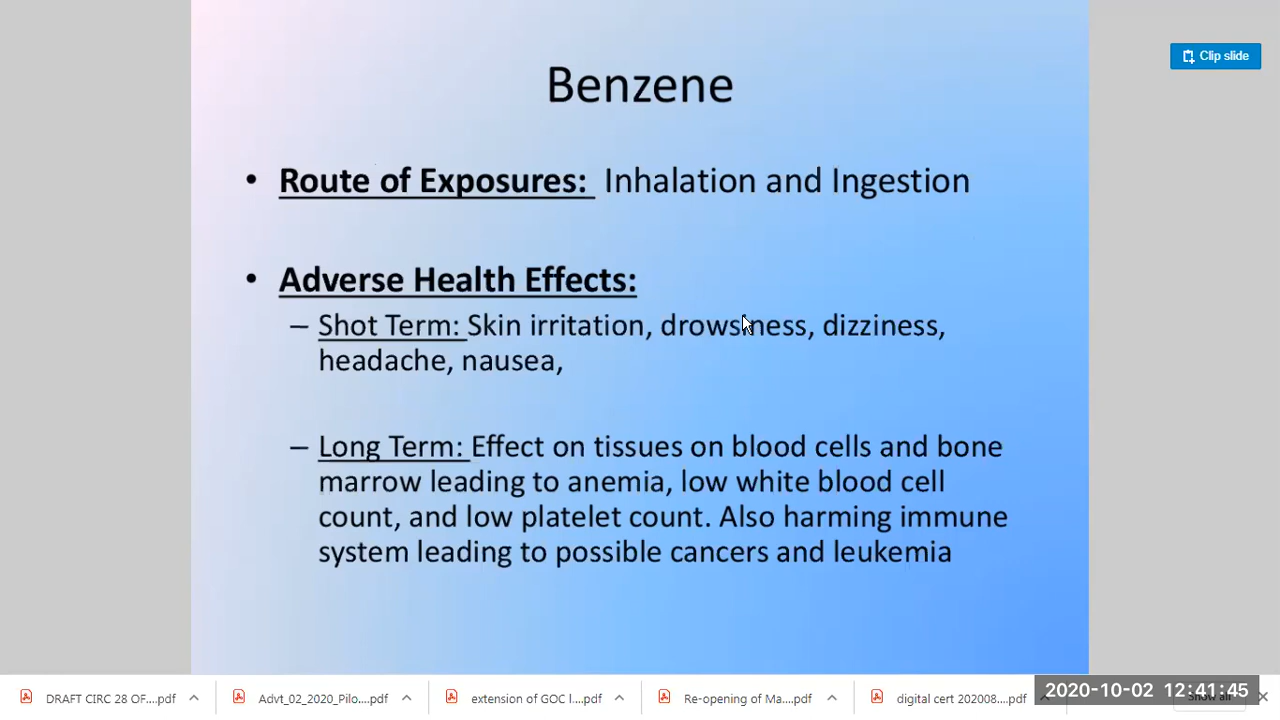 Clip slide
Benzene
• Route of Exposures: Inhalation and Ingestion
• Adverse Health Effects:
– Shot Term: Skin irritation, drowsiness, dizziness,
headache, nausea,
– Long Term: Effect on tissues on blood cells and bone
marrow leading to anemia, low white blood cell
count, and low platelet count. Also harming immune
system leading to possible cancers and leukemia
DRAFT CIRC 28 OF....pdf Advt_02_2020_Pilo....pdf extension of GOC l....pdf Re-opening of Ma....pdf digital cert 202008....pdf Show all
2020-10-02 12:41:45